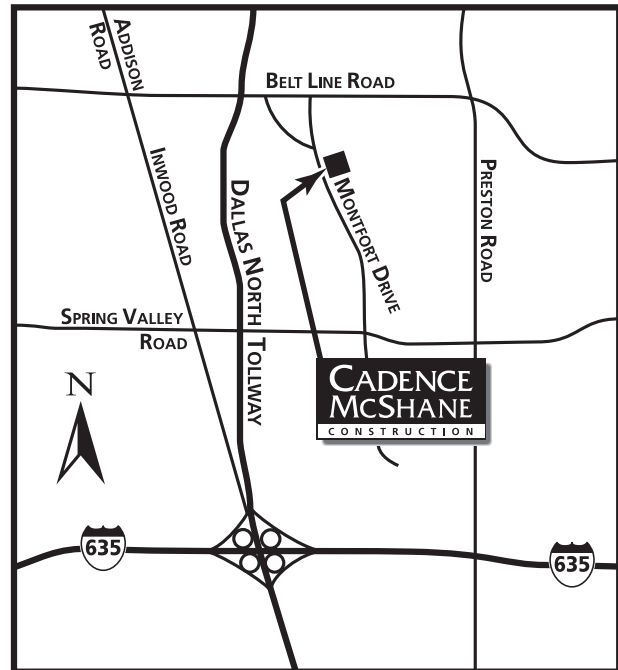 ADDISON
ROAD
BELT LINE ROAD
INWOOD ROAD
DALLAS NORTH TOLLWAY
MONTFORT DRIVE
PRESTON ROAD
SPRING VALLEY
ROAD
N
CADENCE
MCSHANE
CONSTRUCTION
635
635